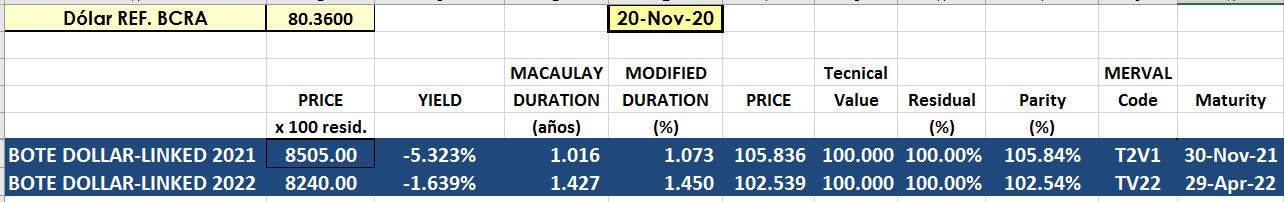 Dólar REF. BCRA 80.3600 20-Nov-20
MACAULAY MODIFIED Tecnical MERVAL
PRICE YIELD DURATION DURATION PRICE Value Residual Parity Code Maturity
x 100 resid. (años) (%) (%) (%)
BOTE DOLLAR-LINKED 2021 8505.00 -5.323% 1.016 1.073 105.836 100.000 100.00% 105.84% T2V1 30-Nov-21
BOTE DOLLAR-LINKED 2022 8240.00 -1.639% 1.427 1.450 102.539 100.000 100.00% 102.54% TV22 29-Apr-22